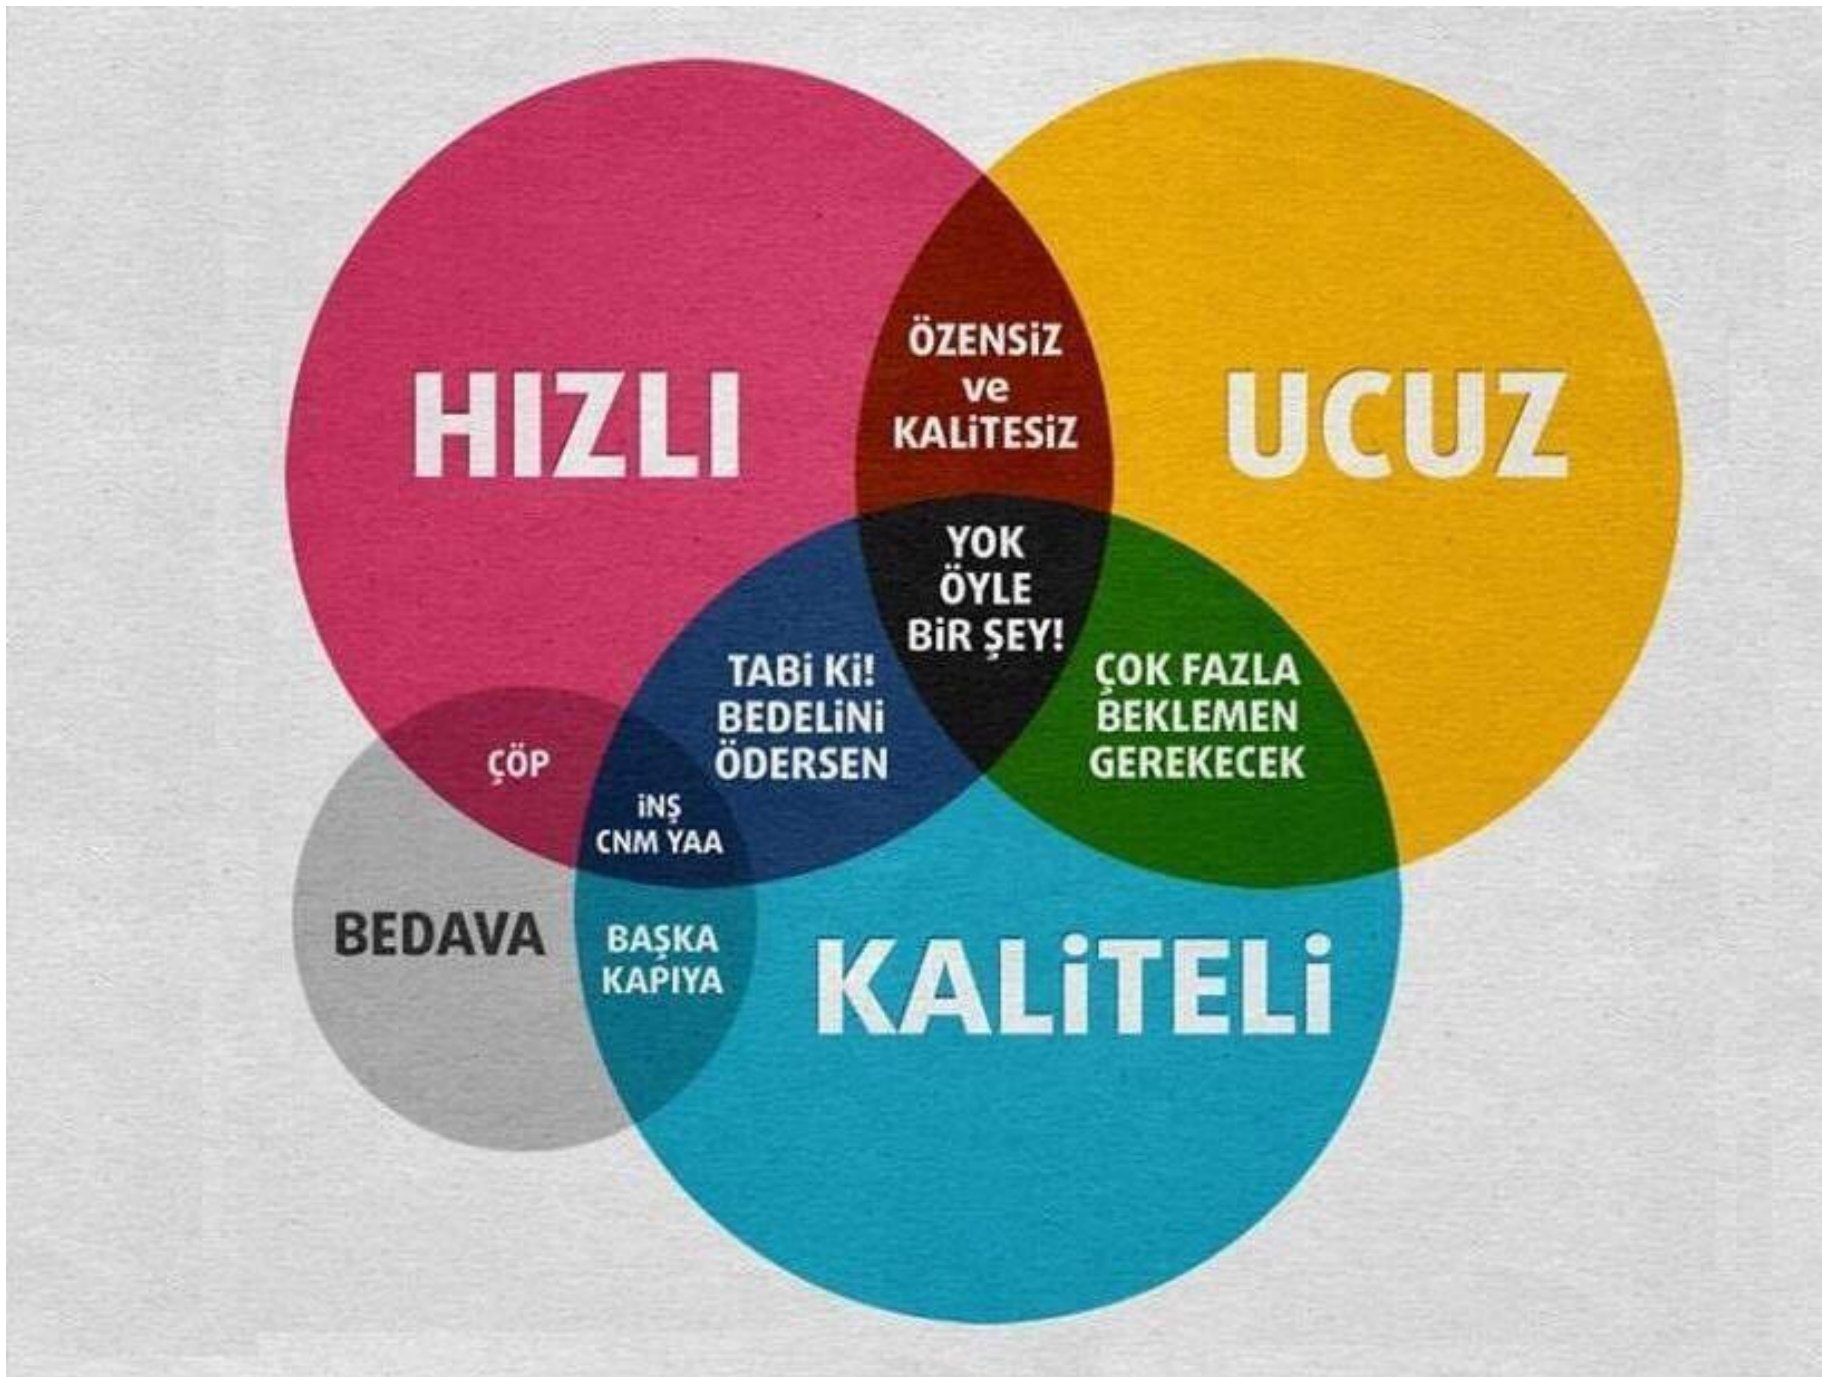 HIZLI
UCUZ
ÖZENSiZ
ve
KALiTESiZ
YOK
ÖYLE
BiR ŞEY!
TABi Ki!
BEDELiNi
ÖDERSEN
ÇOK FAZLA
BEKLEMEN
GEREKECEK
ÇÖP
iNŞ
CNM YAA
BEDAVA
BAŞKA
KAPIYA
KALiTELi